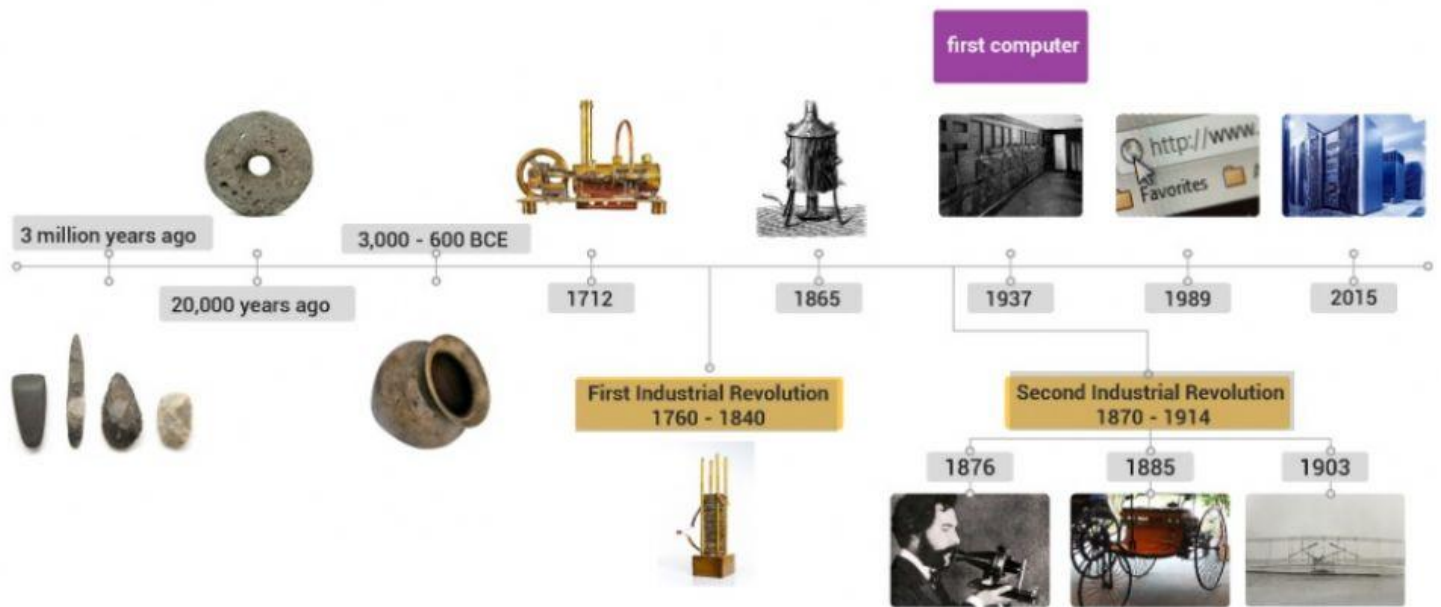 first computer
http://www.
Favorites
3 million years ago
3,000 - 600 BCE
20,000 years ago
1712
1865
1937
1989
2015
First Industrial Revolution
1760 - 1840
Second Industrial Revolution
1870 - 1914
1876
1885
1903